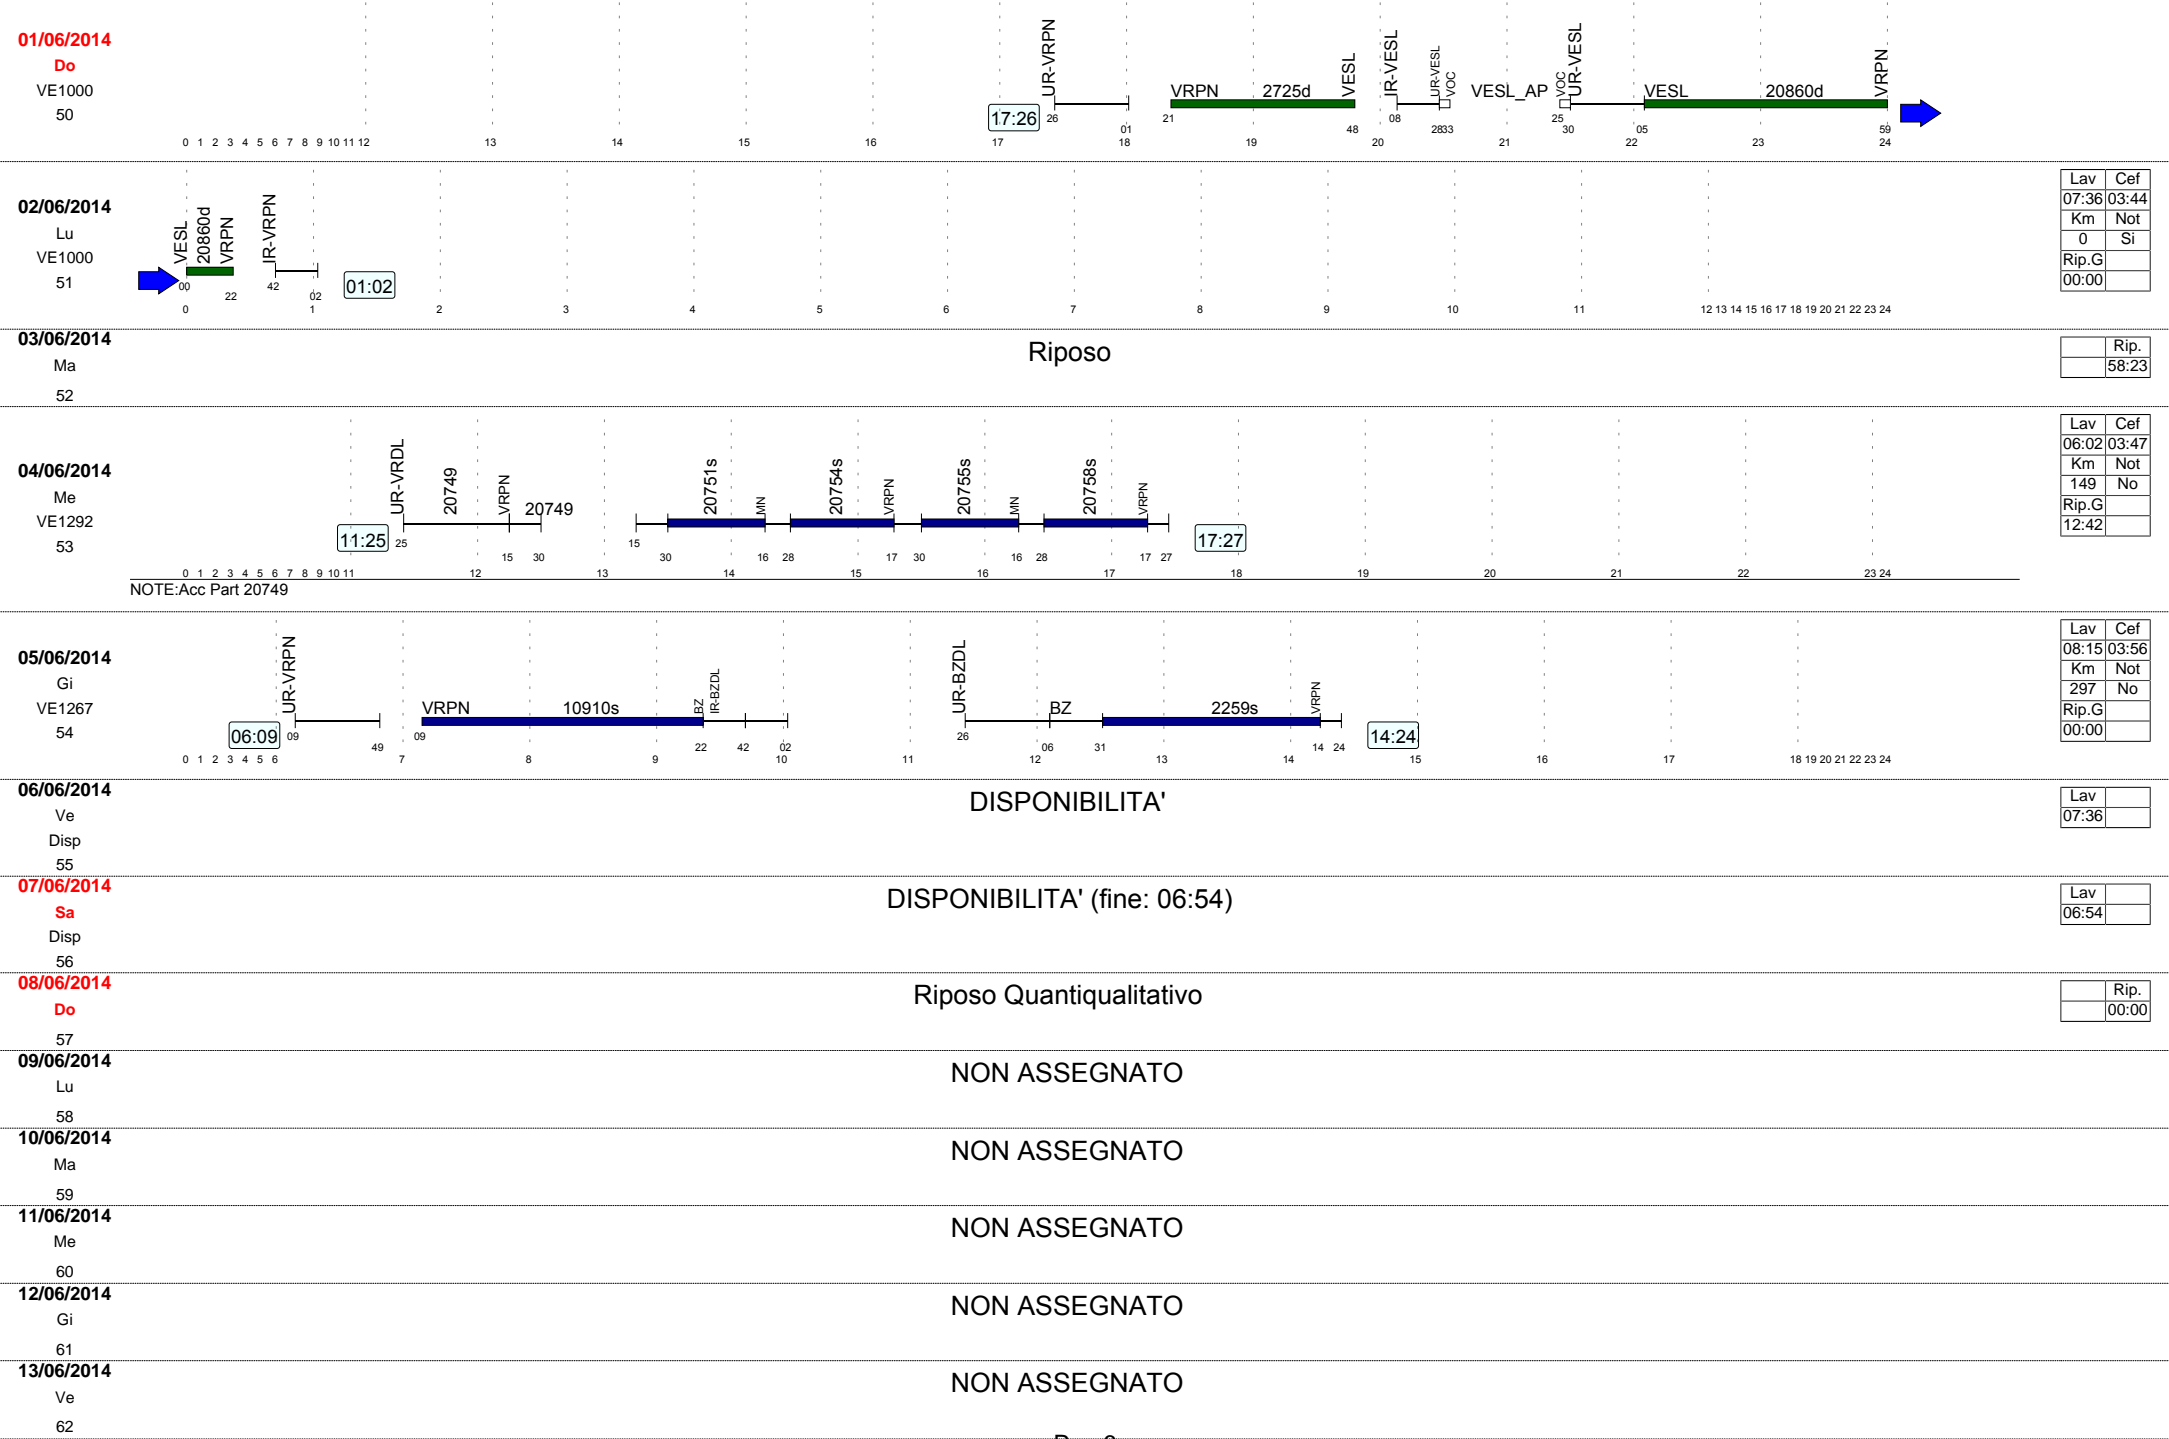 01/06/2014
Do
VE1000
50
17:26
UR-VRPN
26 01
VRPN 2725d VESL
21 48
IR-VESL UR-VESL VOC
08 2833
VESL_AP
VOC UR-VESL
25 30
VESL 20860d VRPN
05 59
0 1 2 3 4 5 6 7 8 9 10 11 12 13 14 15 16 17 18 19 20 21 22 23 24
02/06/2014
Lu
VE1000
51
VESL 20860d VRPN
00 22
IR-VRPN
42 02
01:02
0 1 2 3 4 5 6 7 8 9 10 11 12 13 14 15 16 17 18 19 20 21 22 23 24
Lav Cef
07:36 03:44
Km Not
0 Si
Rip.G
00:00
03/06/2014
Ma
52
Riposo
Rip.
58:23
04/06/2014
Me
VE1292
53
11:25
UR-VRDL 20749 VRPN 20749
25 15 30
20751s MN 20754s VRPN 20755s MN 20758s VRPN
15 30 16 28 17 30 16 28 17 27
17:27
0 1 2 3 4 5 6 7 8 9 10 11 12 13 14 15 16 17 18 19 20 21 22 23 24
NOTE:Acc Part 20749
Lav Cef
06:02 03:47
Km Not
149 No
Rip.G
12:42
05/06/2014
Gi
VE1267
54
06:09
UR-VRPN
09 49
VRPN 10910s BZ IR-BZDL
09 22 42 02
UR-BZDL BZ 2259s VRPN
26 06 31 14 24
14:24
0 1 2 3 4 5 6 7 8 9 10 11 12 13 14 15 16 17 18 19 20 21 22 23 24
Lav Cef
08:15 03:56
Km Not
297 No
Rip.G
00:00
06/06/2014
Ve
Disp
55
DISPONIBILITA'
Lav
07:36
07/06/2014
Sa
Disp
56
DISPONIBILITA' (fine: 06:54)
Lav
06:54
08/06/2014
Do
57
Riposo Quantiqualitativo
Rip.
00:00
09/06/2014
Lu
58
NON ASSEGNATO
10/06/2014
Ma
59
NON ASSEGNATO
11/06/2014
Me
60
NON ASSEGNATO
12/06/2014
Gi
61
NON ASSEGNATO
13/06/2014
Ve
62
NON ASSEGNATO